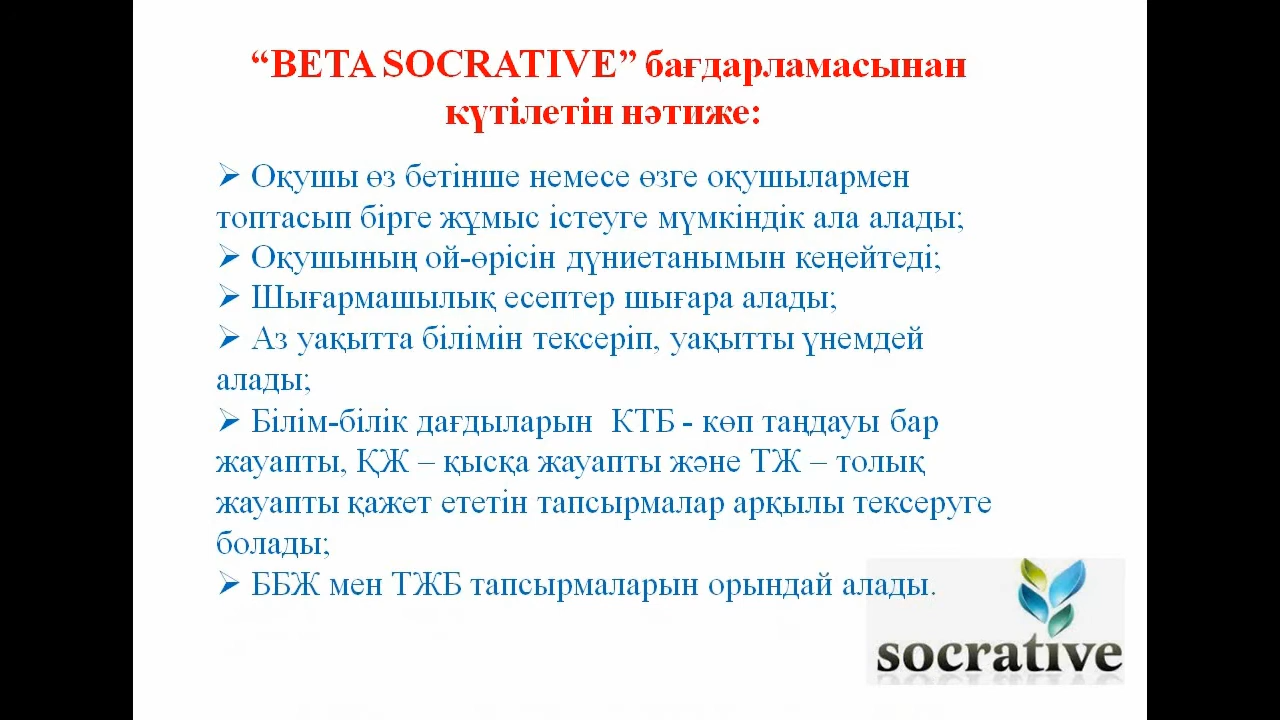 “BETA SOCRATIVE” бағдарламасынан
күтілетін нәтиже:
➢ Оқушы өз бетінше немесе өзге оқушылармен
топтасып бірге жұмыс істеуге мүмкіндік ала алады;
➢ Оқушының ой-өрісін дүниетанымын кеңейтеді;
➢ Шығармашылық есептер шығара алады;
➢ Аз уақытта білімін тексеріп, уақытты үнемдей
алады;
➢ Білім-білік дағдыларын  КТБ - көп таңдауы бар
жауапты, ҚЖ – қысқа жауапты және ТЖ – толық
жауапты қажет ететін тапсырмалар арқылы тексеруге
болады;
➢ ББЖ мен ТЖБ тапсырмаларын орындай алады.
socrative